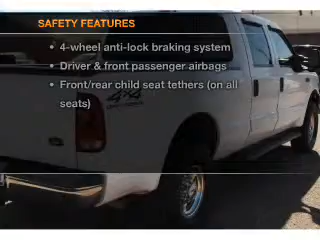 SAFETY FEATURES
• 4-wheel anti-lock braking system
• Driver & front passenger airbags
• Front/rear child seat tethers (on all
seats)
4x4